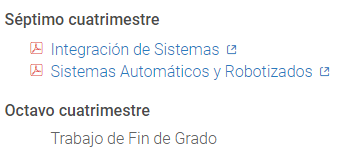 Séptimo cuatrimestre
Integración de Sistemas
Sistemas Automáticos y Robotizados
Octavo cuatrimestre
Trabajo de Fin de Grado